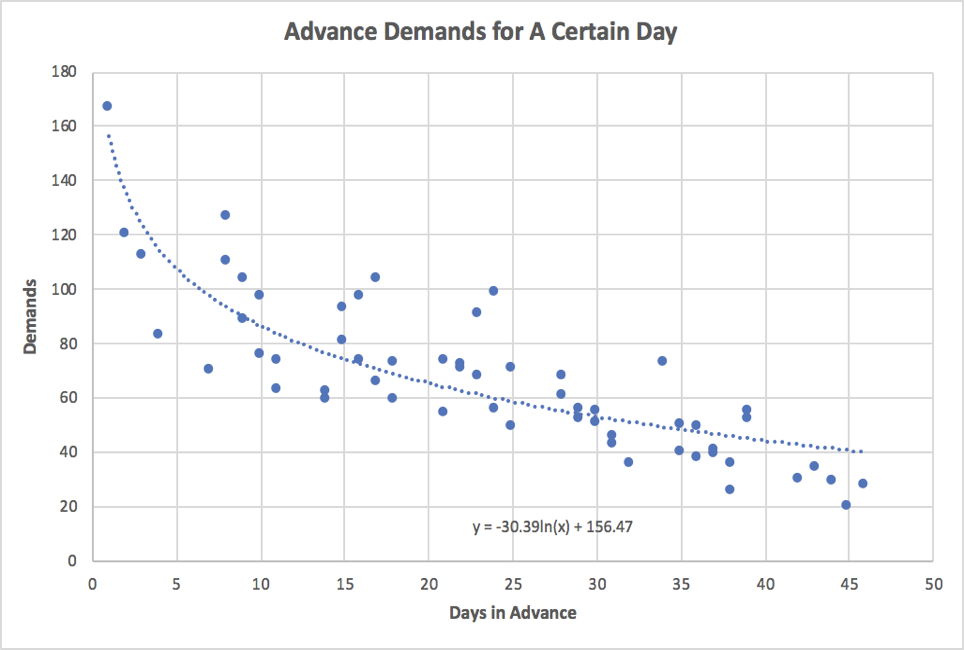 Advance Demands for A Certain Day
180
160
140
120
100
80
60
40
20
0
Demands
y = -30.39ln(x) + 156.47
0 5 10 15 20 25 30 35 40 45 50
Days in Advance